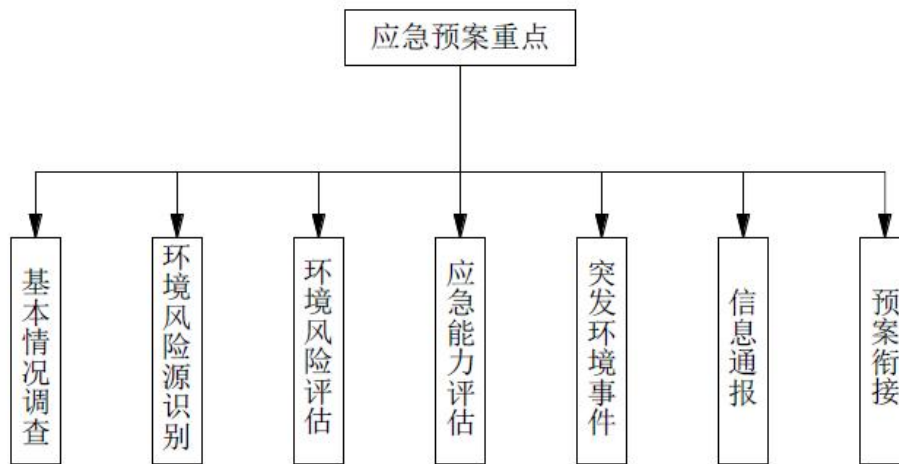 应急预案重点
基本情况调查
环境风险源识别
环境风险评估
应急能力评估
突发环境事件
信息通报
预案衔接